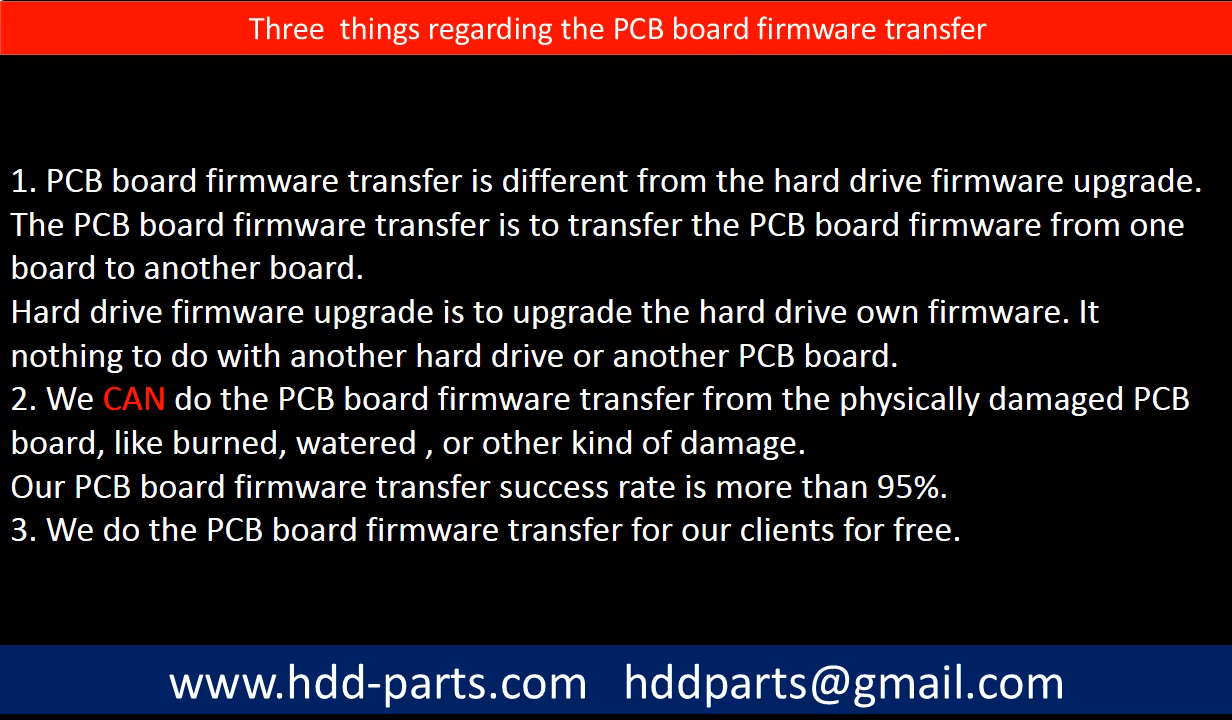 Three  things regarding the PCB board firmware transfer
1. PCB board firmware transfer is different from the hard drive firmware upgrade.
The PCB board firmware transfer is to transfer the PCB board firmware from one
board to another board.
Hard drive firmware upgrade is to upgrade the hard drive own firmware. It
nothing to do with another hard drive or another PCB board.
2. We CAN do the PCB board firmware transfer from the physically damaged PCB
board, like burned, watered , or other kind of damage.
Our PCB board firmware transfer success rate is more than 95%.
3. We do the PCB board firmware transfer for our clients for free.
www.hdd-parts.com   hddparts@gmail.com